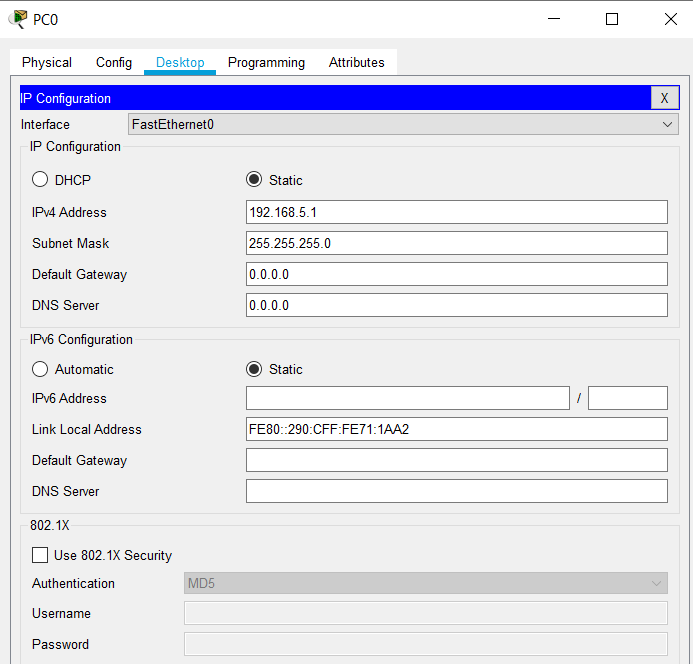 PC0
Physical Config Desktop Programming Attributes
IP Configuration X
Interface FastEthernet0
IP Configuration
DHCP Static
IPv4 Address 192.168.5.1
Subnet Mask 255.255.255.0
Default Gateway 0.0.0.0
DNS Server 0.0.0.0
IPv6 Configuration
Automatic Static
IPv6 Address /
Link Local Address FE80::290:CFF:FE71:1AA2
Default Gateway
DNS Server
802.1X
Use 802.1X Security
Authentication MD5
Username
Password